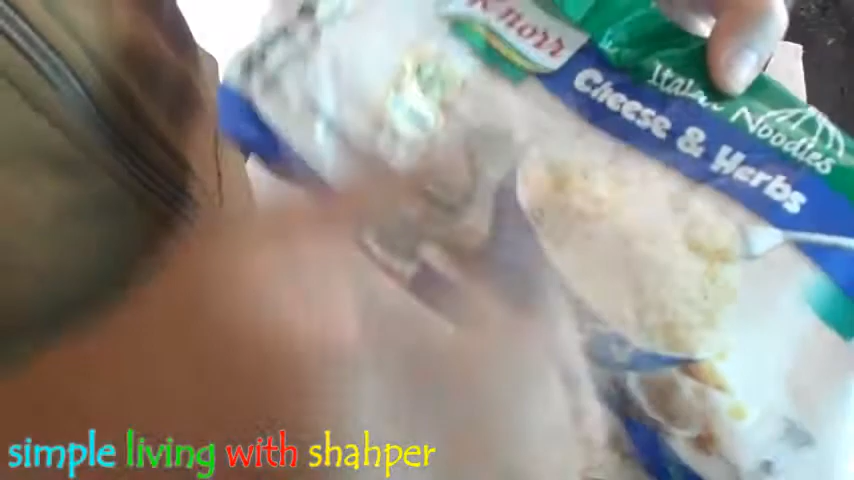 Knorr
Italian Noodles
Cheese & Herbs
simple living with shahper